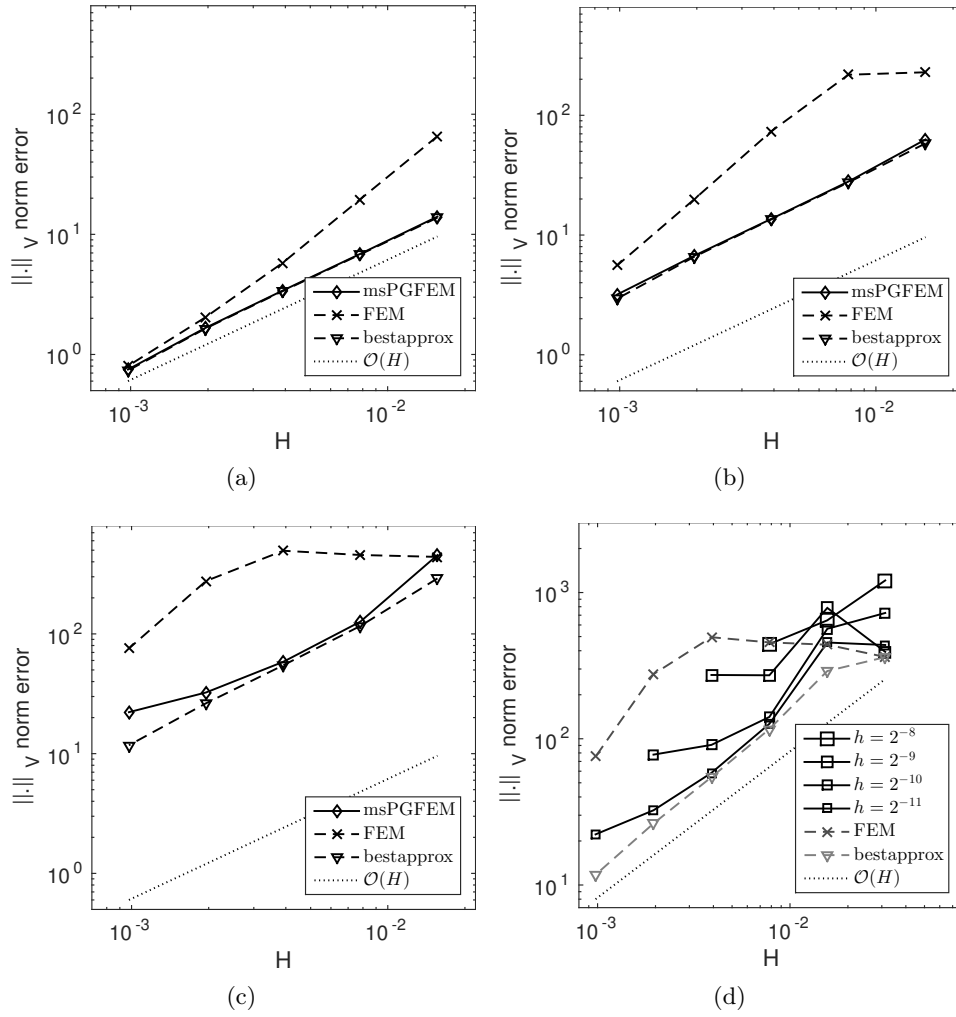 10^2
10^1
10^0
||.||_V norm error
10^-3
10^-2
H
msPGFEM
FEM
bestapprox
O(H)
(a)
10^2
10^1
10^0
||.||_V norm error
10^-3
10^-2
H
msPGFEM
FEM
bestapprox
O(H)
(b)
10^2
10^1
10^0
||.||_V norm error
10^-3
10^-2
H
msPGFEM
FEM
bestapprox
O(H)
(c)
10^3
10^2
10^1
||.||_V norm error
10^-3
10^-2
H
h = 2^-8
h = 2^-9
h = 2^-10
h = 2^-11
FEM
bestapprox
O(H)
(d)